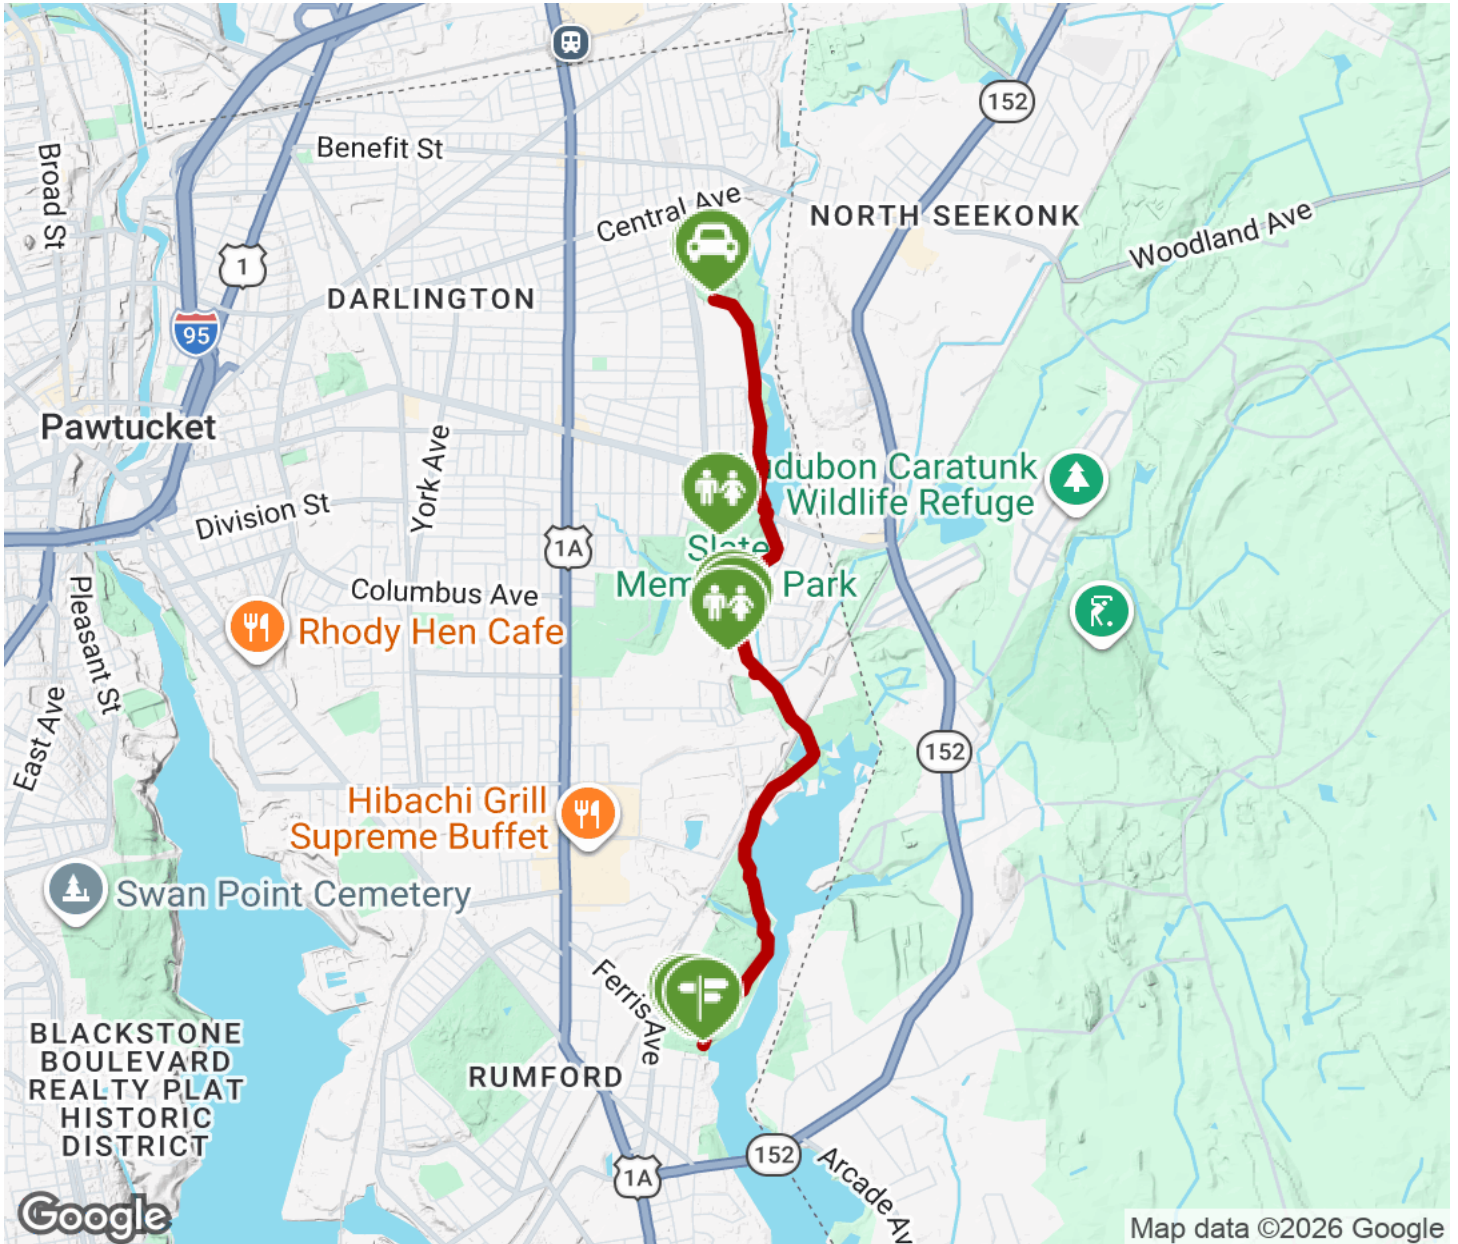 152
Benefit St
Broad St
Central Ave
NORTH SEEKONK
Woodland Ave
1
DARLINGTON
95
Pawtucket
York Ave
udubon Caratunk
Wildlife Refuge
Division St
1A
Slate
Mem
Park
Columbus Ave
Rhody Hen Cafe
Pleasant St
East Ave
152
Hibachi Grill
Supreme Buffet
Swan Point Cemetery
Ferris Ave
BLACKSTONE
BOULEVARD
REALTY PLAT
HISTORIC
DISTRICT
RUMFORD
152
1A
Arcade Av
Google
Map data ©2026 Google